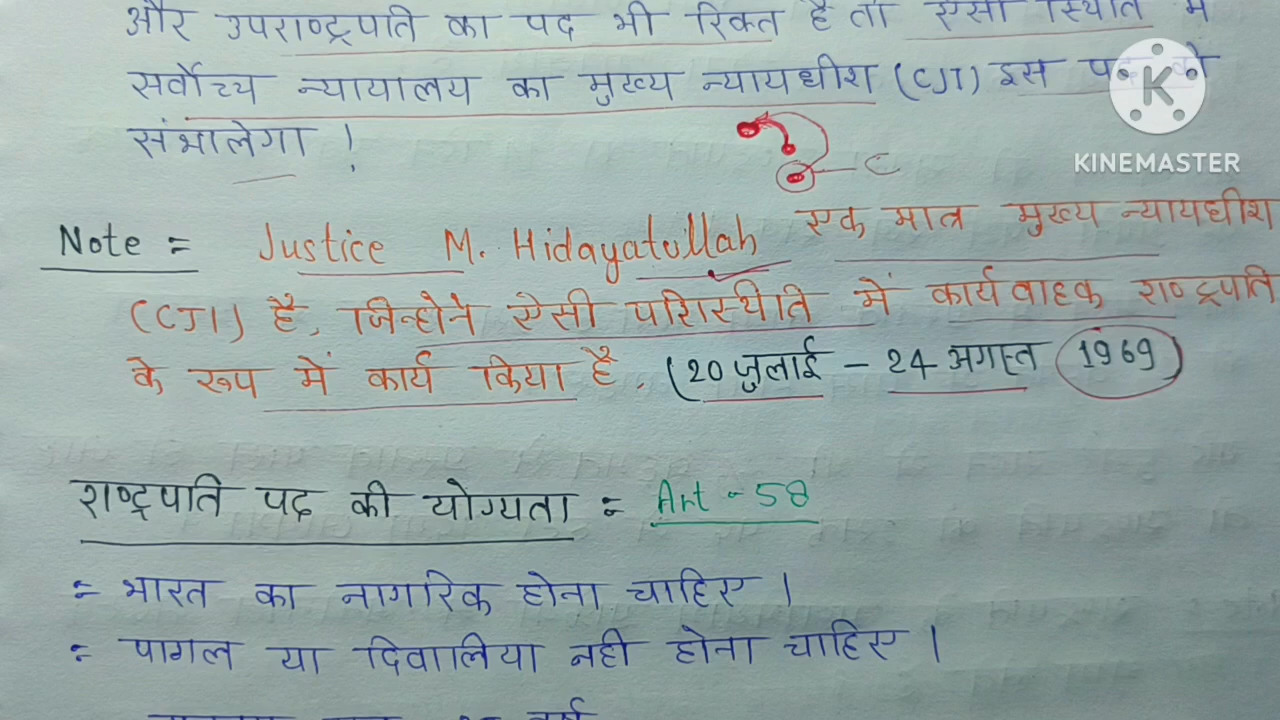 और उपराष्ट्रपति का पद भी रिक्त है तो ऐसी स्थिति में
सर्वोच्च न्यायालय का मुख्य न्यायधीश (CJI) इस पद को
संभालेगा !
C
KINEMASTER
Note = Justice M. Hidayatullah एक मात्र मुख्य न्यायधीश
(CJI) है, जिन्होने ऐसी परिस्थीति में कार्यवाहक राष्ट्रपति
के रूप में कार्य किया है. (20 जुलाई - 24 अगस्त 1969)
राष्ट्रपति पद की योग्यता = Art - 58
= भारत का नागरिक होना चाहिए ।
= पागल या दिवालिया नही होना चाहिए ।
वर्ष